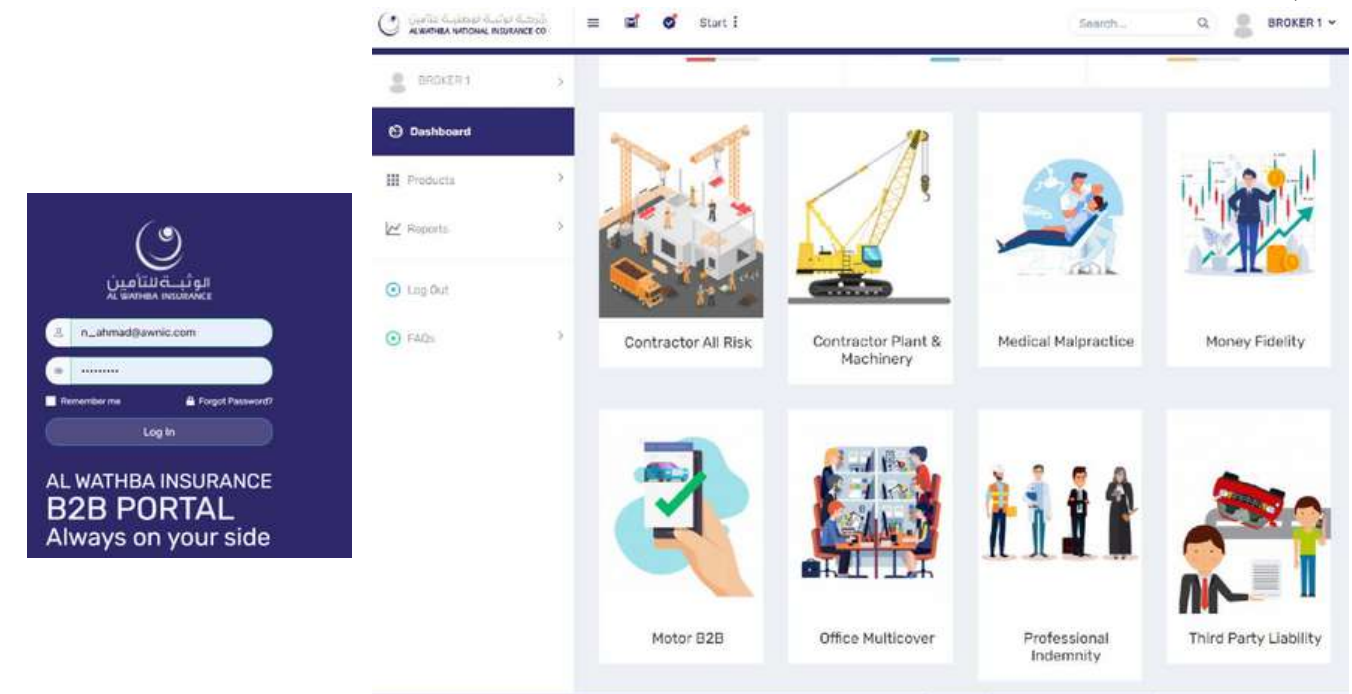 الوثبة للتأمين
AL WATHBA INSURANCE
n_ahmad@awnic.com
•••••••••
Remember me
Forgot Password?
Log In
AL WATHBA INSURANCE
B2B PORTAL
Always on your side
AL WATHBA NATIONAL INSURANCE CO
Start
Search...
BROKER 1
BROKER 1
Dashboard
Products
Reports
Log Out
FAQs
Contractor All Risk
Contractor Plant &
Machinery
Medical Malpractice
Money Fidelity
Motor B2B
Office Multicover
Professional
Indemnity
Third Party Liability